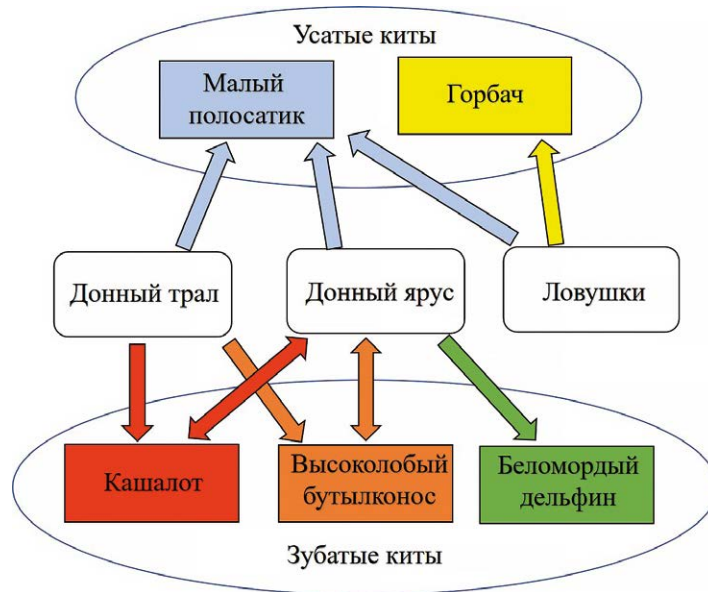 Усатые киты
Малый
полосатик
Горбач
Донный трал
Донный ярус
Ловушки
Кашалот
Высоколобый
бутылконос
Беломордый
дельфин
Зубатые киты